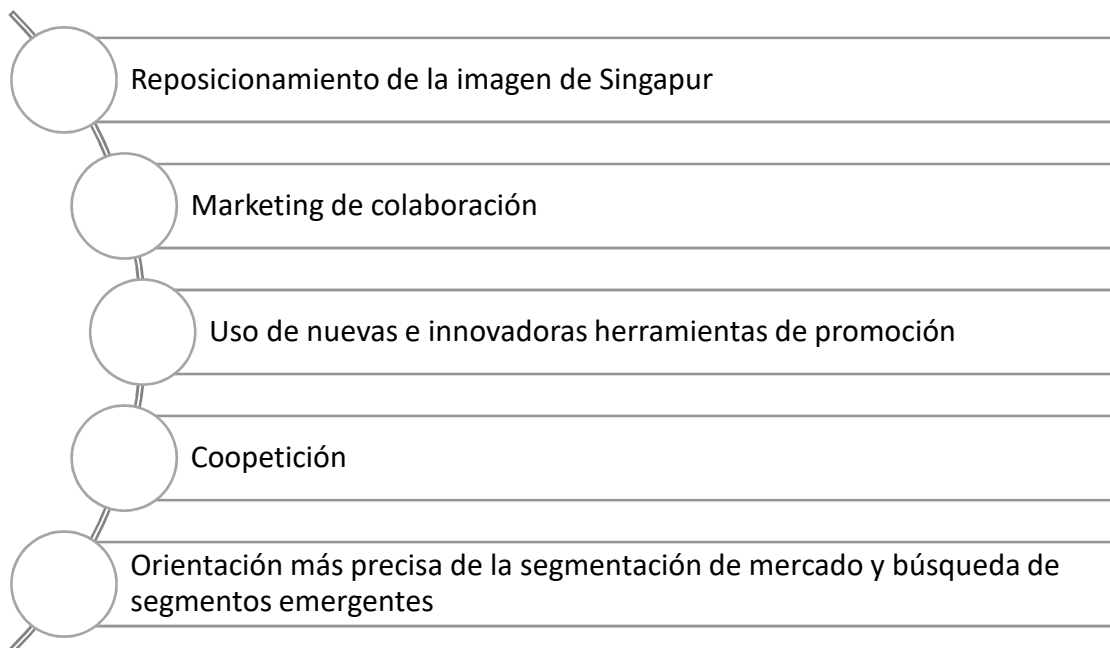 Reposicionamiento de la imagen de Singapur
Marketing de colaboración
Uso de nuevas e innovadoras herramientas de promoción
Coopetición
Orientación más precisa de la segmentación de mercado y búsqueda de
segmentos emergentes